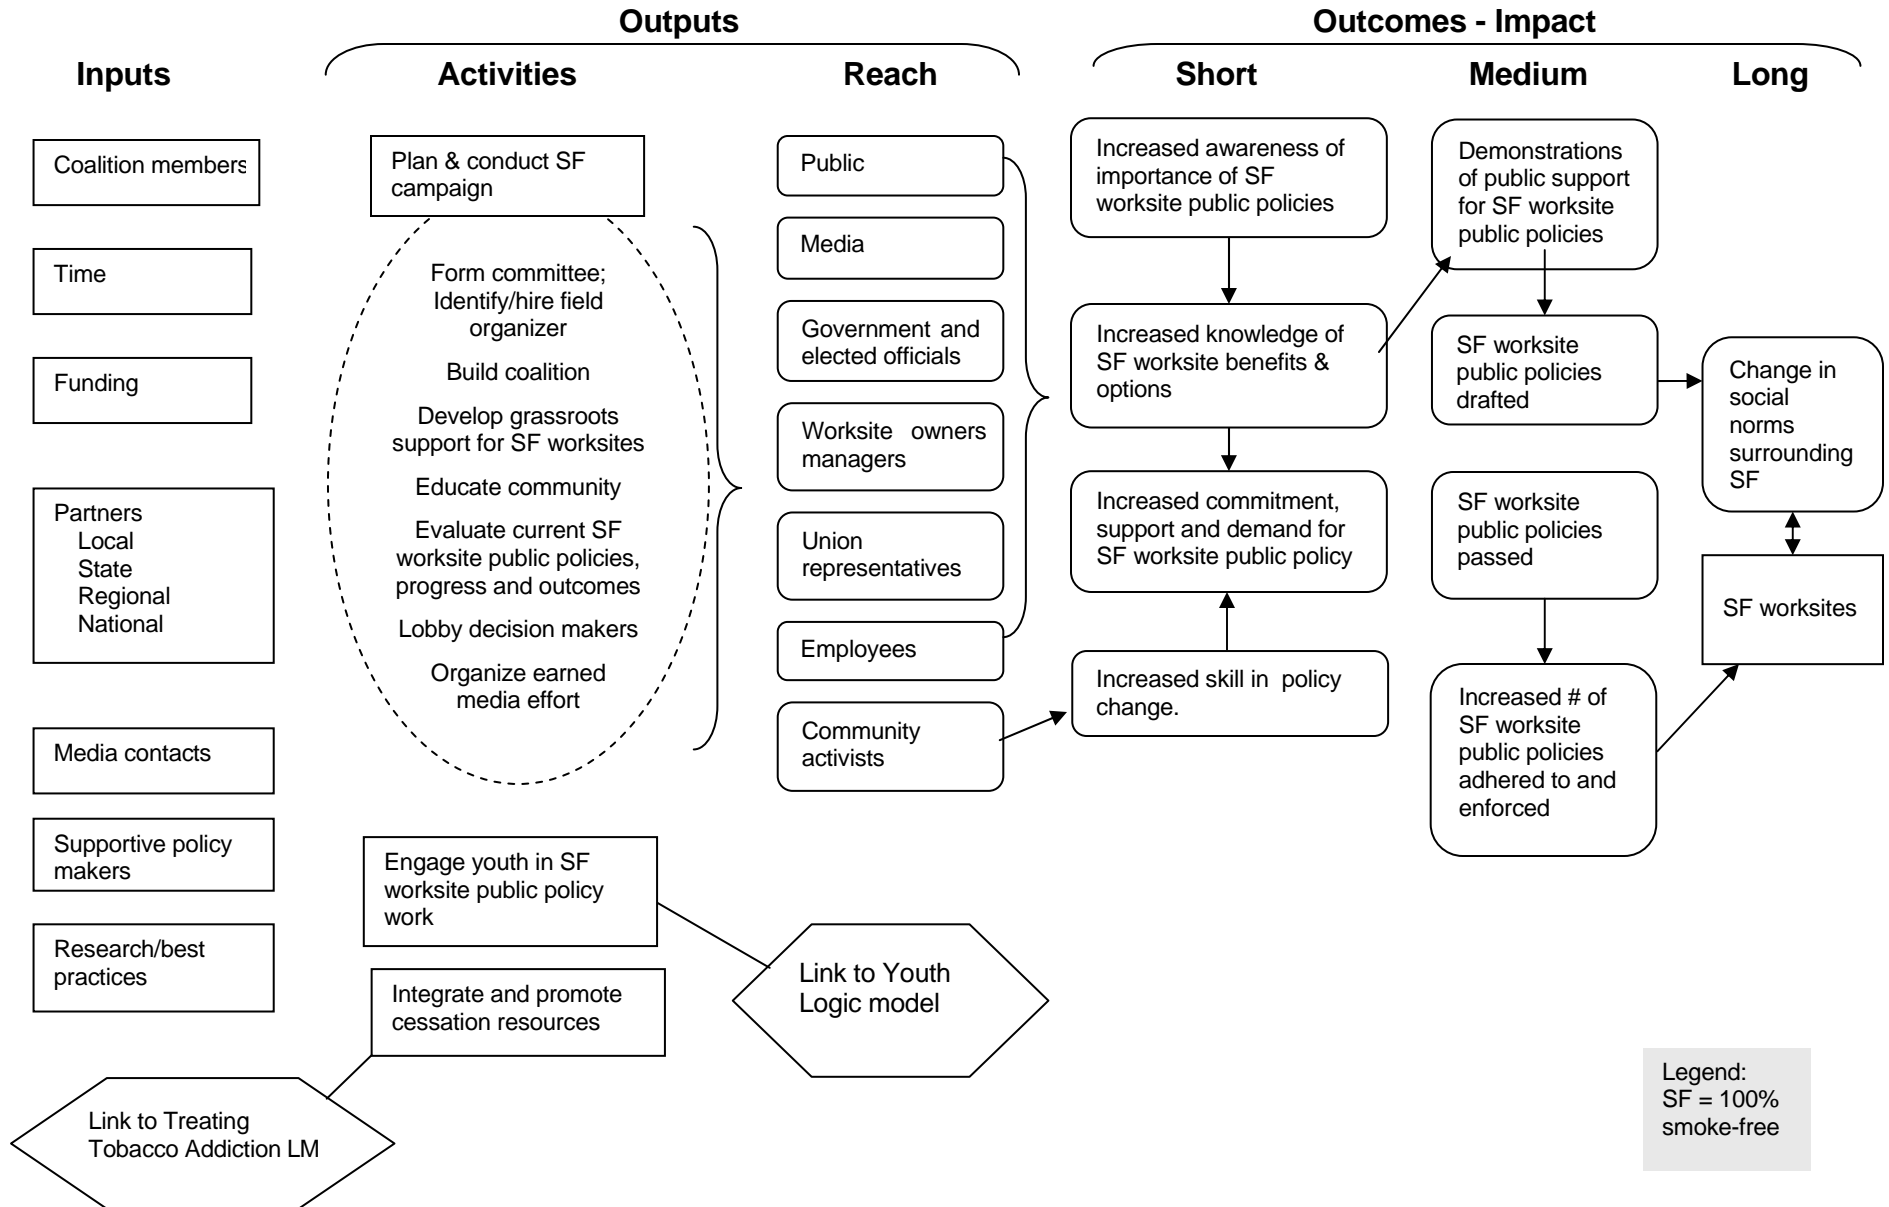 Outputs
Outcomes - Impact
Inputs
Activities
Reach
Short
Medium
Long
Coalition members
Time
Funding
Partners
Local
State
Regional
National
Media contacts
Supportive policy
makers
Research/best
practices
Link to Treating
Tobacco Addiction LM
Plan & conduct SF
campaign
Form committee;
Identify/hire field
organizer
Build coalition
Develop grassroots
support for SF worksites
Educate community
Evaluate current SF
worksite public policies,
progress and outcomes
Lobby decision makers
Organize earned
media effort
Engage youth in SF
worksite public policy
work
Integrate and promote
cessation resources
Public
Media
Government and
elected officials
Worksite owners
managers
Union
representatives
Employees
Community
activists
Link to Youth
Logic model
Increased awareness of
importance of SF
worksite public policies
Increased knowledge of
SF worksite benefits &
options
Increased commitment,
support and demand for
SF worksite public policy
Increased skill in policy
change.
Demonstrations
of public support
for SF worksite
public policies
SF worksite
public policies
drafted
SF worksite
public policies
passed
Increased # of
SF worksite
public policies
adhered to and
enforced
Change in
social
norms
surrounding
SF
SF worksites
Legend:
SF = 100%
smoke-free